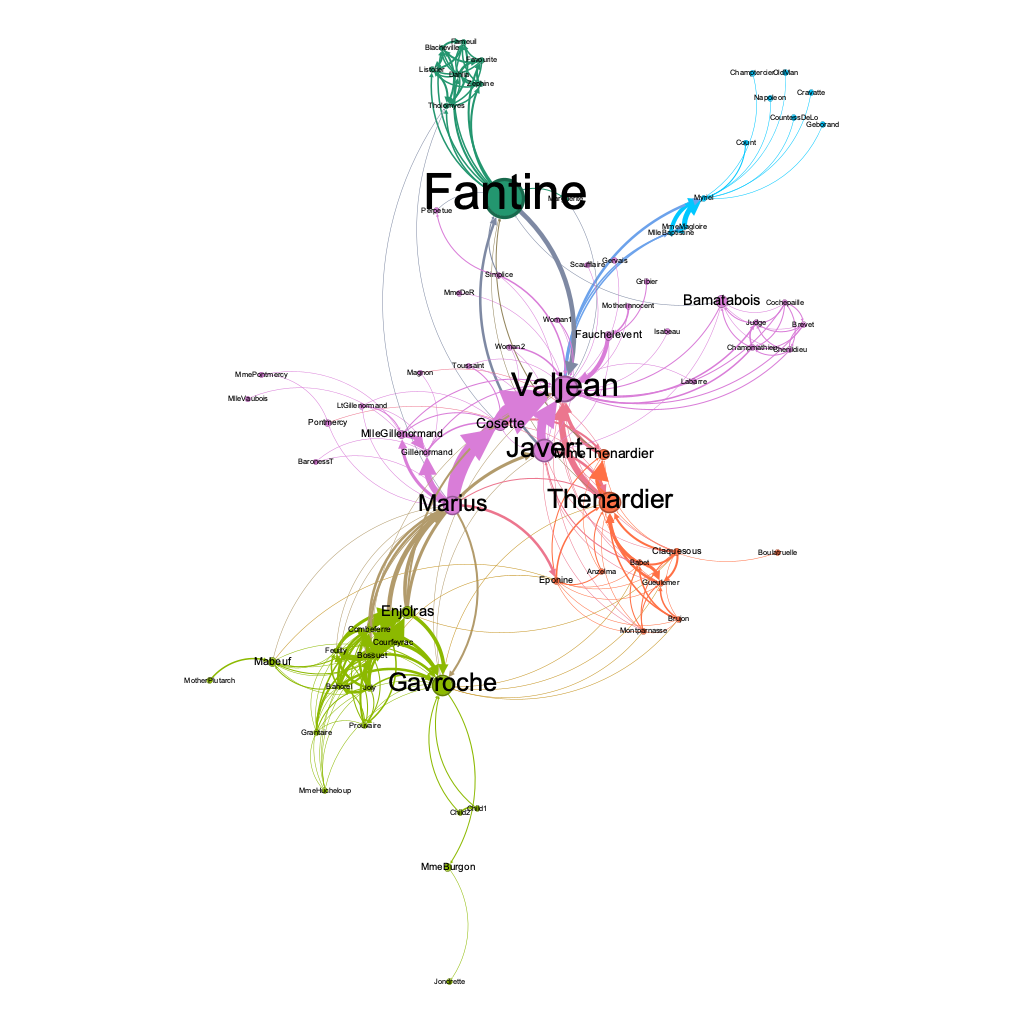 Fameuil
Blacheville
Favourite
Listolier
Dahlia
Zephine
Tholomyes
Champtercier
OldMan
Cravatte
Napoleon
CountessDeLo
Geborand
Count
Fantine
Marguerite
Perpetue
Myriel
MmeMagloire
MlleBaptistine
Scaufflaire
Gervais
Simplice
Gribier
MmeDeR
Bamatabois
Cochepaille
MotherInnocent
Woman1
Judge
Brevet
Isabeau
Fauchelevent
Woman2
Champmathieu
Chenildieu
Toussaint
Magnon
MmePontmercy
Valjean
Labarre
MlleVaubois
LtGillenormand
Pontmercy
Cosette
MlleGillenormand
Javert
Gillenormand
MmeThenardier
BaronessT
Marius
Thenardier
Claquesous
Boulatruelle
Babet
Anzelma
Eponine
Gueulemer
Enjolras
Brujon
Montparnasse
Combeferre
Courfeyrac
Feuilly
Bossuet
Mabeuf
MotherPlutarch
Bahorel
Joly
Gavroche
Grantaire
Prouvaire
MmeHucheloup
Child1
Child2
MmeBurgon
Jondrette